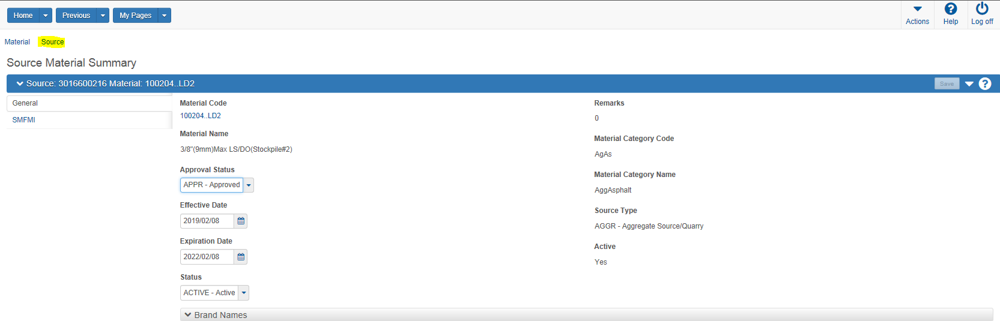 Home Previous My Pages Actions Help Log off
Material Source
Source Material Summary
Source: 3016600216 Material: 100204..LD2 Save ?
General
SMFMI
Material Code
100204..LD2
Material Name
3/8"(9mm)Max LS/DO(Stockpile#2)
Approval Status
APPR - Approved
Effective Date
2019/02/08
Expiration Date
2022/02/08
Status
ACTIVE - Active
Remarks
0
Material Category Code
AgAs
Material Category Name
AggAsphalt
Source Type
AGGR - Aggregate Source/Quarry
Active
Yes
Brand Names